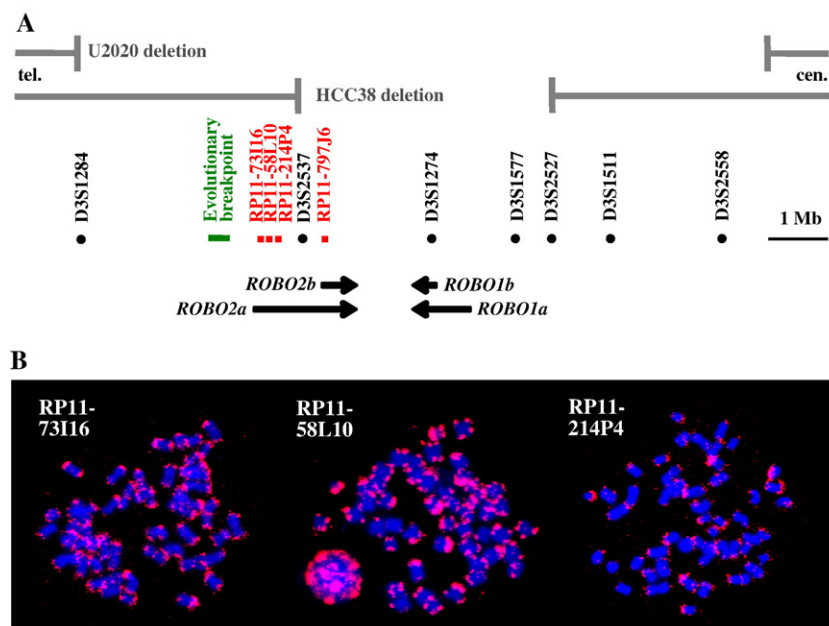 A
U2020 deletion
tel.
cen.
HCC38 deletion
D3S1284
Evolutionary
breakpoint
RP11-73I16
RP11-58L10
RP11-214P4
D3S2537
RP11-797J6
D3S1274
D3S1577
D3S2527
D3S1511
D3S2558
1 Mb
ROBO2b
ROBO1b
ROBO2a
ROBO1a
B
RP11-
73I16
RP11-
58L10
RP11-
214P4